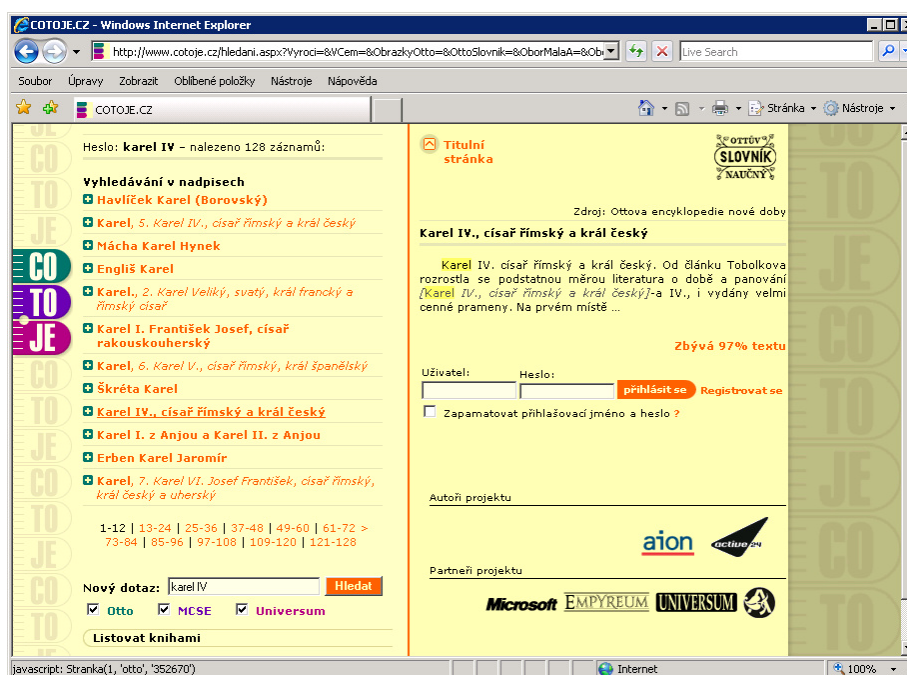 COTOJE.CZ - Windows Internet Explorer
http://www.cotoje.cz/hledani.aspx?Vyroci=&VCem=&ObrazkyOtto=&OttoSlovnik=&OborMalaA=&Ob
Live Search
Soubor Úpravy Zobrazit Oblíbené položky Nástroje Nápověda
COTOJE.CZ
Stránka Nástroje
Heslo: karel IV – nalezeno 128 záznamů:
Vyhledávání v nadpisech
Havlíček Karel (Borovský)
Karel, 5. Karel IV., císař římský a král český
Mácha Karel Hynek
Engliš Karel
Karel., 2. Karel Veliký, svatý, král francký a
římský císař
Karel I. František Josef, císař
rakouskouherský
Karel, 6. Karel V., císař římský, král španělský
Škréta Karel
Karel IV., císař římský a král český
Karel I. z Anjou a Karel II. z Anjou
Erben Karel Jaromír
Karel, 7. Karel VI. Josef František, císař římský,
král český a uherský
1-12 | 13-24 | 25-36 | 37-48 | 49-60 | 61-72 >
73-84 | 85-96 | 97-108 | 109-120 | 121-128
Nový dotaz: karel IV Hledat
Otto MCSE Universum
Listovat knihami
CO
TO
JE
Titulní
stránka
OTTŮV
SLOVNÍK
NAUČNÝ
Zdroj: Ottova encyklopedie nové doby
Karel IV., císař římský a král český
Karel IV. císař římský a král český. Od článku Tobolkova
rozrostla se podstatnou měrou literatura o době a panování
[Karel IV., císař římský a král český]-a IV., i vydány velmi
cenné prameny. Na prvém místě ...
Zbývá 97% textu
Uživatel: Heslo:
přihlásit se Registrovat se
Zapamatovat přihlašovací jméno a heslo ?
Autoři projektu
aion active 24
Partneři projektu
Microsoft EMPYREUM UNIVERSUM
javascript: Stranka(1, 'otto', '352670')
Internet
100%